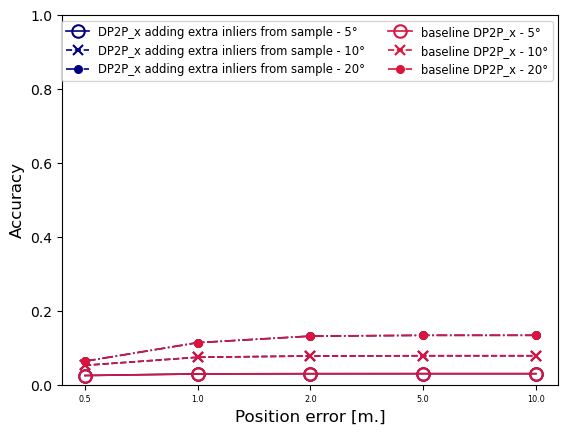 1.0
DP2P_x adding extra inliers from sample - 5°
baseline DP2P_x - 5°
DP2P_x adding extra inliers from sample - 10°
baseline DP2P_x - 10°
DP2P_x adding extra inliers from sample - 20°
baseline DP2P_x - 20°
0.8
0.6
Accuracy
0.4
0.2
0.0
0.5 1.0 2.0 5.0 10.0
Position error [m.]